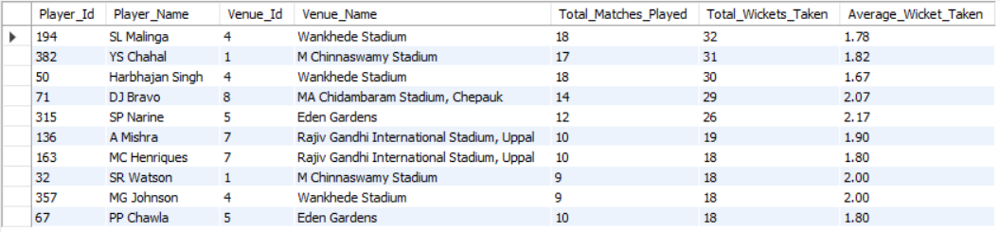 Player_Id Player_Name Venue_Id Venue_Name Total_Matches_Played Total_Wickets_Taken Average_Wicket_Taken
194 SL Malinga 4 Wankhede Stadium 18 32 1.78
382 YS Chahal 1 M Chinnaswamy Stadium 17 31 1.82
50 Harbhajan Singh 4 Wankhede Stadium 18 30 1.67
71 DJ Bravo 8 MA Chidambaram Stadium, Chepauk 14 29 2.07
315 SP Narine 5 Eden Gardens 12 26 2.17
136 A Mishra 7 Rajiv Gandhi International Stadium, Uppal 10 19 1.90
163 MC Henriques 7 Rajiv Gandhi International Stadium, Uppal 10 18 1.80
32 SR Watson 1 M Chinnaswamy Stadium 9 18 2.00
357 MG Johnson 4 Wankhede Stadium 9 18 2.00
67 PP Chawla 5 Eden Gardens 10 18 1.80